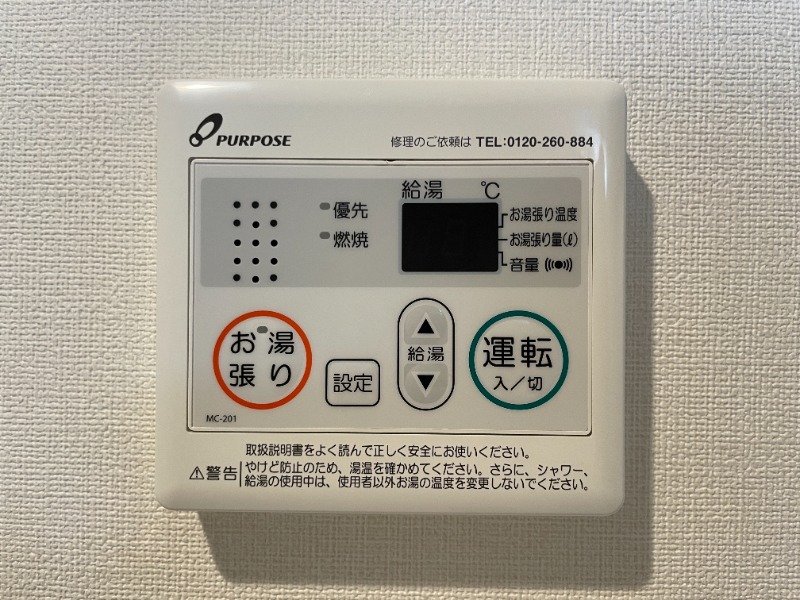 PURPOSE
修理のご依頼は TEL:0120-260-884
給湯 ℃
優先
燃焼
お湯張り温度
お湯張り量(ℓ)
音量
お湯張り
設定
▲
給湯
▼
運転
入／切
MC-201
取扱説明書をよく読んで正しく安全にお使いください。
⚠警告
やけど防止のため、湯温を確かめてください。さらに、シャワー、
給湯の使用中は、使用者以外お湯の温度を変更しないでください。